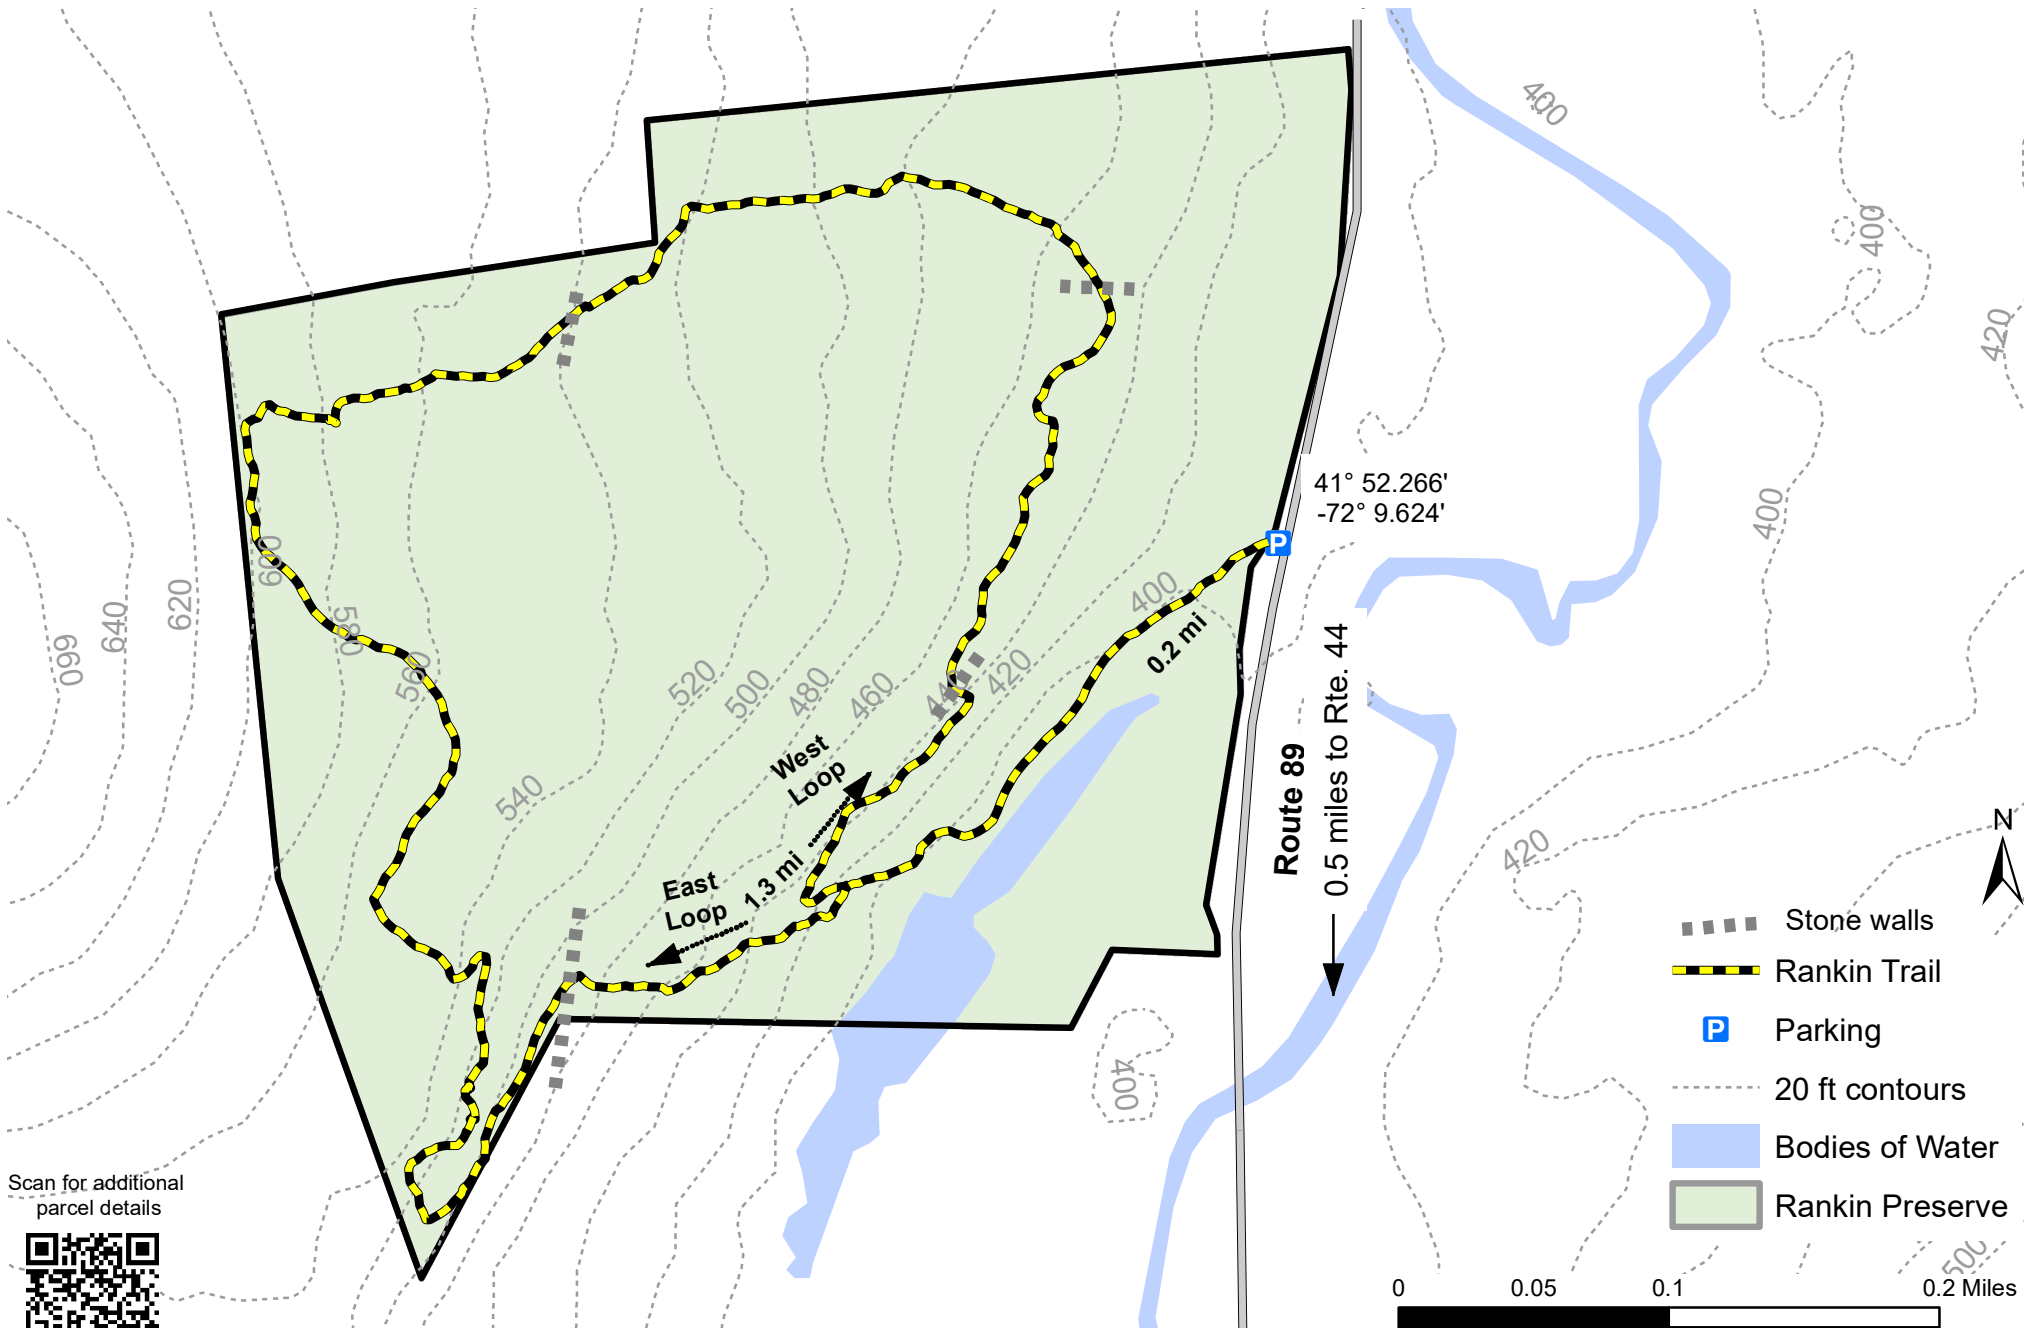 400
400
420
41° 52.266'
-72° 9.624'
400
600
580
560
620
640
660
400
0.2 mi
520
500
480
460
440
420
540
West
Loop
1.3 mi
East
Loop
Route 89
0.5 miles to Rte. 44
420
400
N
Stone walls
Rankin Trail
P
P
Parking
20 ft contours
Bodies of Water
Rankin Preserve
500
Scan for additional
parcel details
0 0.05 0.1 0.2 Miles